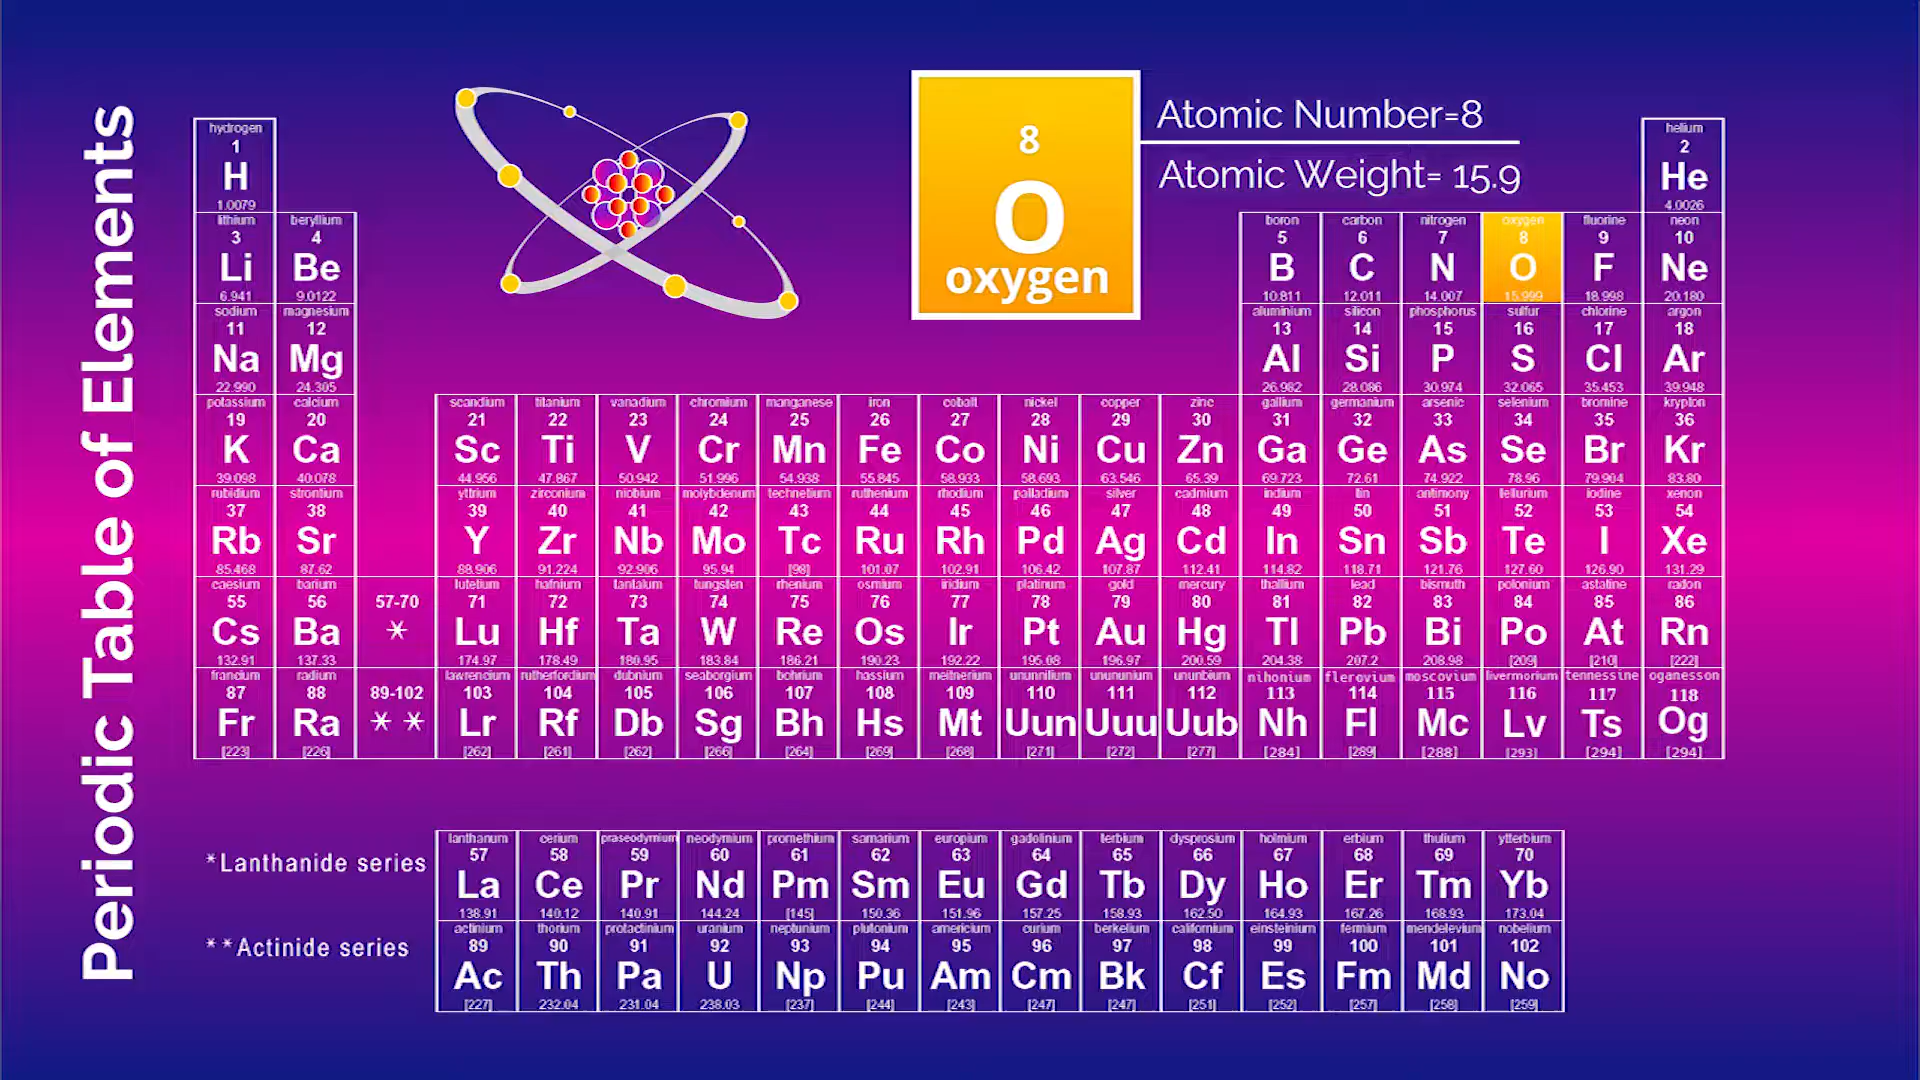 Periodic Table of Elements
8
O
oxygen
Atomic Number=8
Atomic Weight= 15.9
hydrogen helium
1 2
H He
1.0079 4.0026
lithium beryllium boron carbon nitrogen oxygen fluorine neon
3 4 5 6 7 8 9 10
Li Be B C N O F Ne
6.941 9.0122 10.811 12.011 14.007 15.999 18.998 20.180
sodium magnesium aluminium silicon phosphorus sulfur chlorine argon
11 12 13 14 15 16 17 18
Na Mg Al Si P S Cl Ar
22.990 24.305 26.982 28.086 30.974 32.065 35.453 39.948
potassium calcium scandium titanium vanadium chromium manganese iron cobalt nickel copper zinc gallium germanium arsenic selenium bromine krypton
19 20 21 22 23 24 25 26 27 28 29 30 31 32 33 34 35 36
K Ca Sc Ti V Cr Mn Fe Co Ni Cu Zn Ga Ge As Se Br Kr
39.098 40.078 44.956 47.867 50.942 51.996 54.938 55.845 58.933 58.693 63.546 65.39 69.723 72.61 74.922 78.96 79.904 83.80
rubidium strontium yttrium zirconium niobium molybdenum technetium ruthenium rhodium palladium silver cadmium indium tin antimony tellurium iodine xenon
37 38 39 40 41 42 43 44 45 46 47 48 49 50 51 52 53 54
Rb Sr Y Zr Nb Mo Tc Ru Rh Pd Ag Cd In Sn Sb Te I Xe
85.468 87.62 88.906 91.224 92.906 95.94 [98] 101.07 102.91 106.42 107.87 112.41 114.82 118.71 121.76 127.60 126.90 131.29
caesium barium lutetium hafnium tantalum tungsten rhenium osmium iridium platinum gold mercury thallium lead bismuth polonium astatine radon
55 56 57-70 71 72 73 74 75 76 77 78 79 80 81 82 83 84 85 86
Cs Ba * Lu Hf Ta W Re Os Ir Pt Au Hg Tl Pb Bi Po At Rn
132.91 137.33 174.97 178.49 180.95 183.84 186.21 190.23 192.22 195.08 196.97 200.59 204.38 207.2 208.98 [209] [210] [222]
francium radium lawrencium rutherfordium dubnium seaborgium bohrium hassium meitnerium ununnilium unununium ununbium nihonium flerovium moscovium livermorium tennessine oganesson
87 88 89-102 103 104 105 106 107 108 109 110 111 112 113 114 115 116 117 118
Fr Ra * * Lr Rf Db Sg Bh Hs Mt Uun Uuu Uub Nh Fl Mc Lv Ts Og
[223] [226] [262] [261] [262] [266] [264] [269] [268] [271] [272] [277] [284] [289] [288] [293] [294] [294]
*Lanthanide series
lanthanum cerium praseodymium neodymium promethium samarium europium gadolinium terbium dysprosium holmium erbium thulium ytterbium
57 58 59 60 61 62 63 64 65 66 67 68 69 70
La Ce Pr Nd Pm Sm Eu Gd Tb Dy Ho Er Tm Yb
138.91 140.12 140.91 144.24 [145] 150.36 151.96 157.25 158.93 162.50 164.93 167.26 168.93 173.04
**Actinide series
actinium thorium protactinium uranium neptunium plutonium americium curium berkelium californium einsteinium fermium mendelevium nobelium
89 90 91 92 93 94 95 96 97 98 99 100 101 102
Ac Th Pa U Np Pu Am Cm Bk Cf Es Fm Md No
[227] 232.04 231.04 238.03 [237] [244] [243] [247] [247] [251] [252] [257] [258] [259]